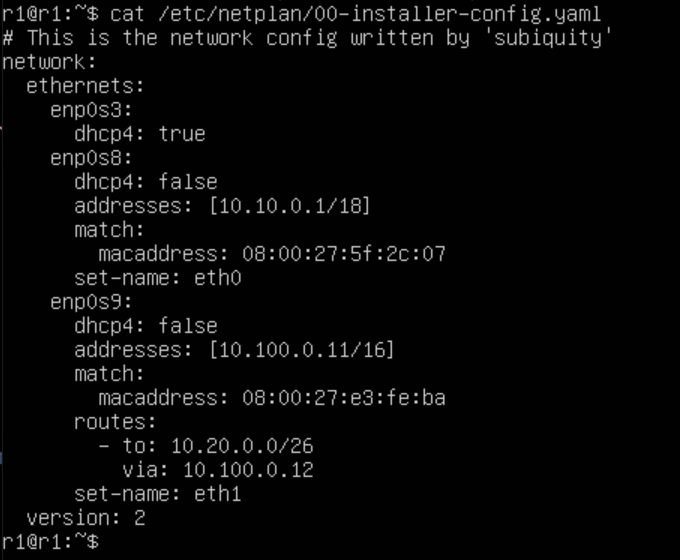 r1@r1:~$ cat /etc/netplan/00-installer-config.yaml
# This is the network config written by 'subiquity'
network:
  ethernets:
    enp0s3:
      dhcp4: true
    enp0s8:
      dhcp4: false
      addresses: [10.10.0.1/18]
      match:
        macaddress: 08:00:27:5f:2c:07
      set-name: eth0
    enp0s9:
      dhcp4: false
      addresses: [10.100.0.11/16]
      match:
        macaddress: 08:00:27:e3:fe:ba
      routes:
        - to: 10.20.0.0/26
          via: 10.100.0.12
      set-name: eth1
  version: 2
r1@r1:~$